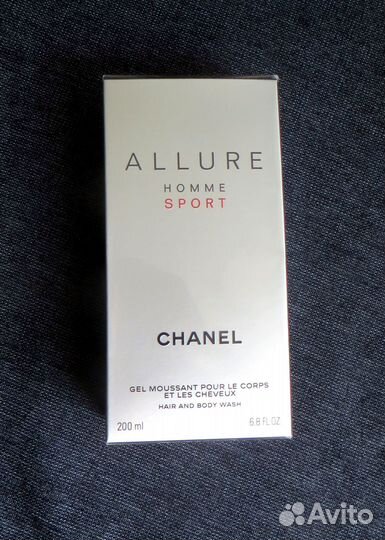 ALLURE
HOMME
SPORT
CHANEL
GEL MOUSSANT POUR LE CORPS
ET LES CHEVEUX
HAIR AND BODY WASH
200 ml 6.8 FL OZ
Avito